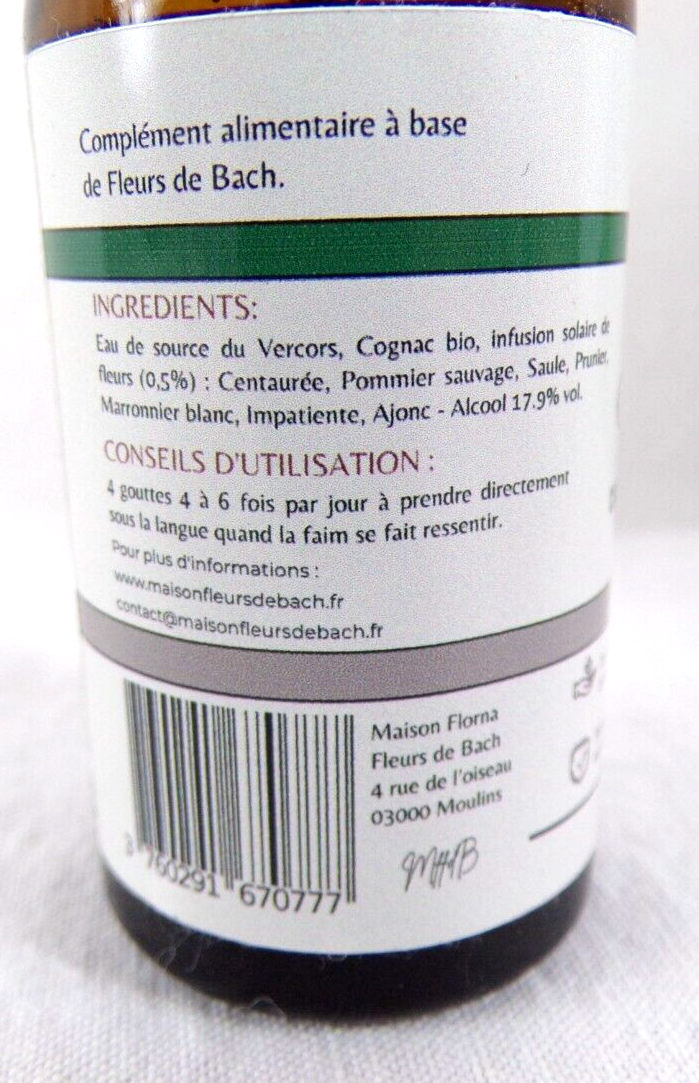 Complément alimentaire à base
de Fleurs de Bach.
INGREDIENTS:
Eau de source du Vercors, Cognac bio, infusion solaire de
fleurs (0,5%) : Centaurée, Pommier sauvage, Saule, Prunier,
Marronnier blanc, Impatiente, Ajonc - Alcool 17.9% vol.
CONSEILS D'UTILISATION :
4 gouttes 4 à 6 fois par jour à prendre directement
sous la langue quand la faim se fait ressentir.
Pour plus d'informations :
www.maisonfleursdebach.fr
contact@maisonfleursdebach.fr
Maison Florna
Fleurs de Bach
4 rue de l'oiseau
03000 Moulins
3 760291 670777